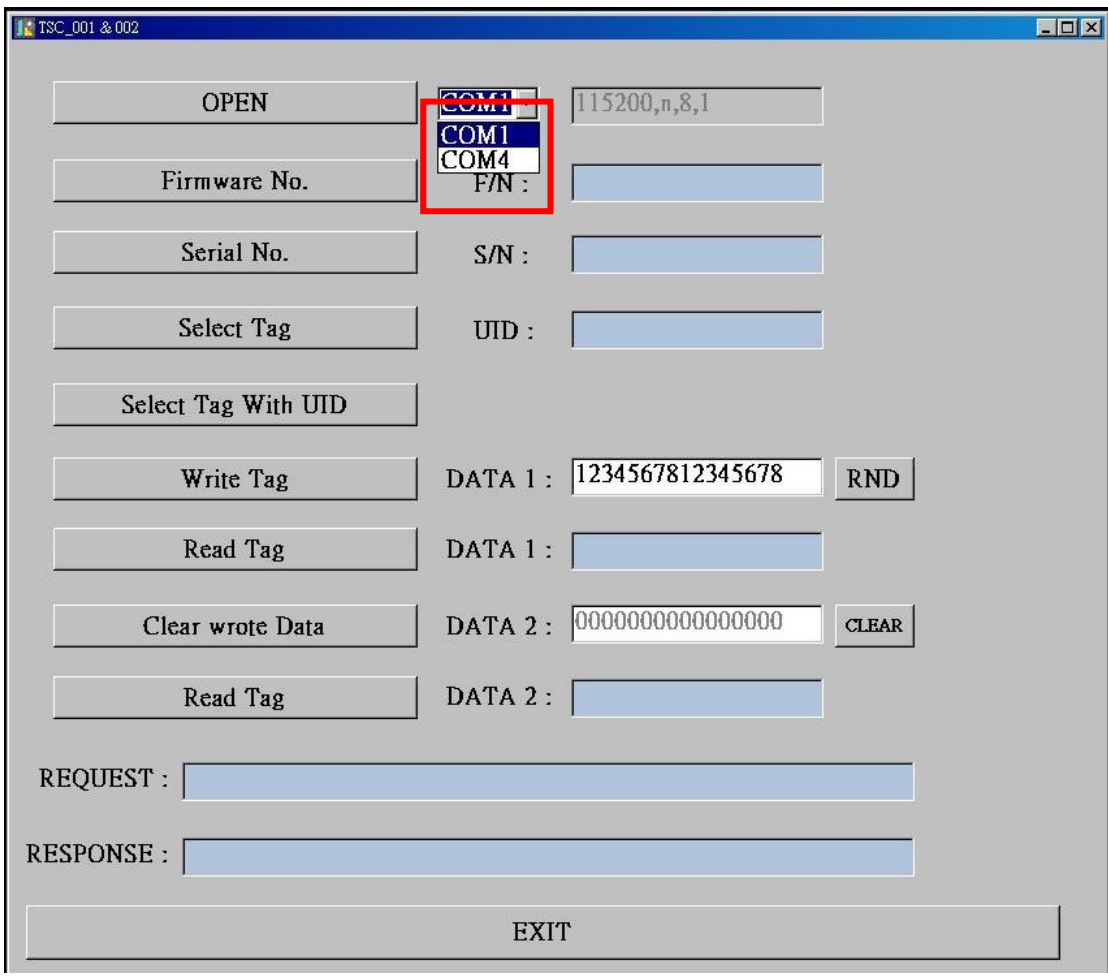 TSC_001 & 002
OPEN COM1 115200,n,8,1
COM1
COM4
Firmware No. F/N :
Serial No. S/N :
Select Tag UID :
Select Tag With UID
Write Tag DATA 1 : 1234567812345678 RND
Read Tag DATA 1 :
Clear wrote Data DATA 2 : 0000000000000000 CLEAR
Read Tag DATA 2 :
REQUEST :
RESPONSE :
EXIT